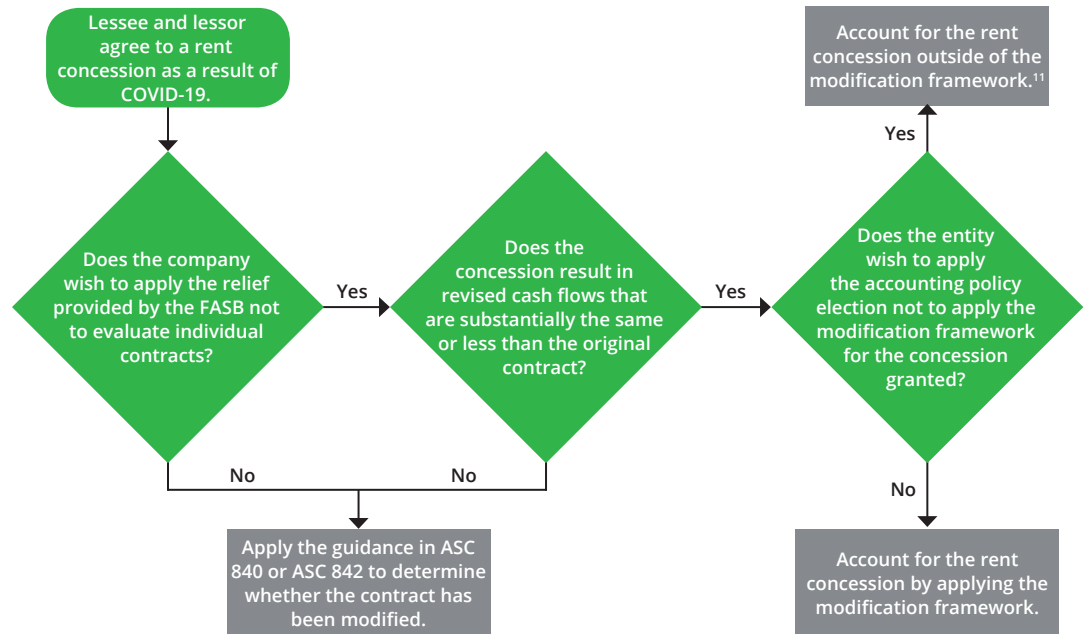 Lessee and lessor
agree to a rent
concession as a result of
COVID-19.
Does the company
wish to apply the relief
provided by the FASB not
to evaluate individual
contracts?
Yes
Does the
concession result in
revised cash flows that
are substantially the same
or less than the original
contract?
Yes
Does the entity
wish to apply
the accounting policy
election not to apply the
modification framework
for the concession
granted?
Yes
Account for the rent
concession outside of the
modification framework.¹¹
No
No
Apply the guidance in ASC
840 or ASC 842 to determine
whether the contract has
been modified.
No
Account for the rent
concession by applying the
modification framework.